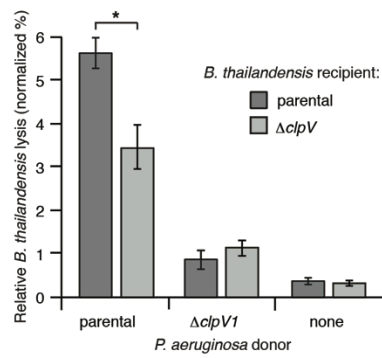 *
6
5
4
3
2
1
0
Relative B. thailandensis lysis (normalized %)
B. thailandensis recipient:
parental
ΔclpV
parental
ΔclpV1
none
P. aeruginosa donor